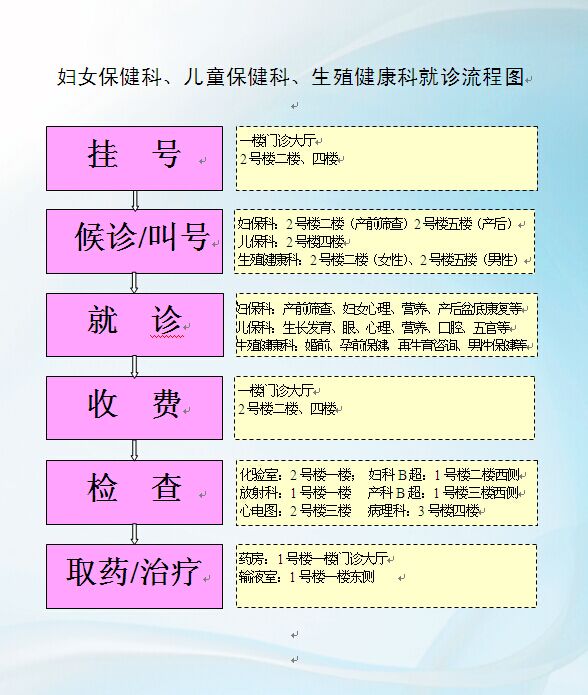 妇女保健科、儿童保健科、生殖健康科就诊流程图
挂 号
一楼门诊大厅
2号楼二楼、四楼
候诊/叫号
妇保科：2号楼二楼（产前筛查）2号楼五楼（产后）
儿保科：2号楼四楼
生殖健康科：2号楼二楼（女性）、2号楼五楼（男性）
就 诊
妇保科：产前筛查、妇女心理、营养、产后盆底康复等
儿保科：生长发育、眼、心理、营养、口腔、五官等
生殖健康科：婚前、孕前保健、再生育咨询、男性保健等
收 费
一楼门诊大厅
2号楼二楼、四楼
检 查
化验室：2号楼一楼； 妇科B超：1号楼二楼西侧
放射科：1号楼一楼 产科B超：1号楼三楼西侧
心电图：2号楼三楼 病理科：3号楼四楼
取药/治疗
药房：1号楼一楼门诊大厅
输液室：1号楼一楼东侧